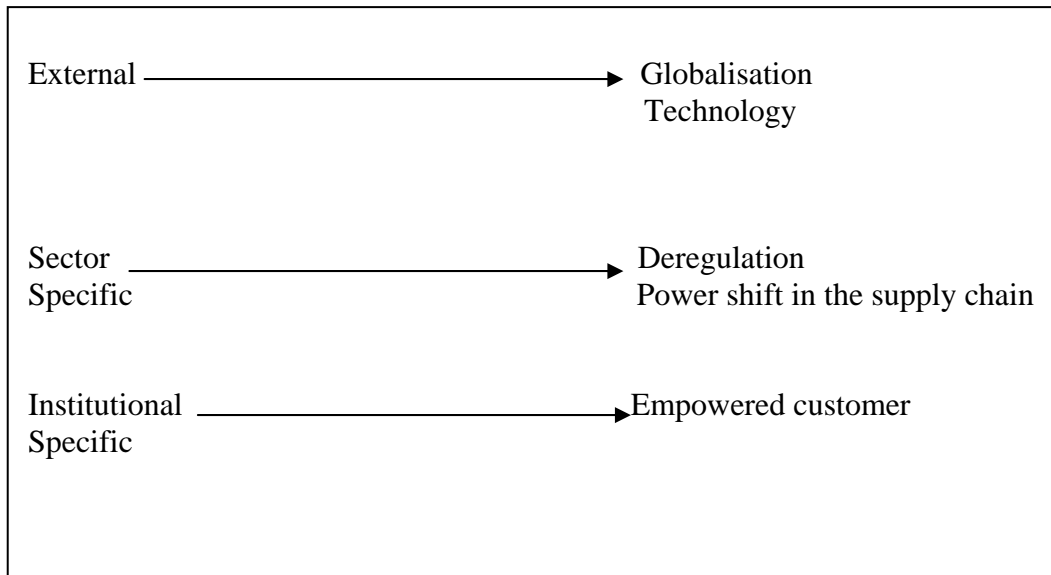 External Globalisation
Technology
Sector Deregulation
Specific Power shift in the supply chain
Institutional Empowered customer
Specific